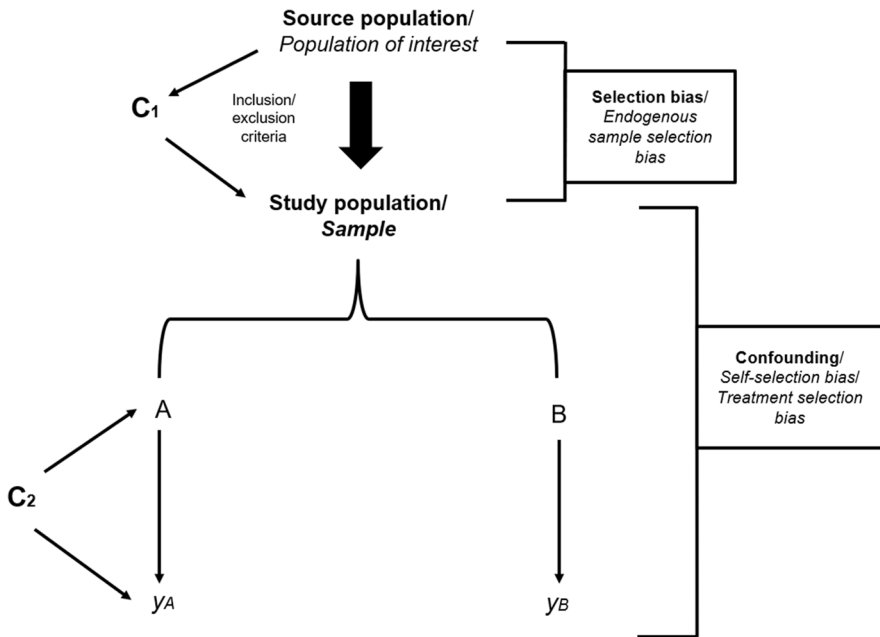 Source population/
Population of interest
C1
Inclusion/
exclusion
criteria
Selection bias/
Endogenous
sample selection
bias
Study population/
Sample
Confounding/
Self-selection bias/
Treatment selection
bias
A
B
C2
yA
yB